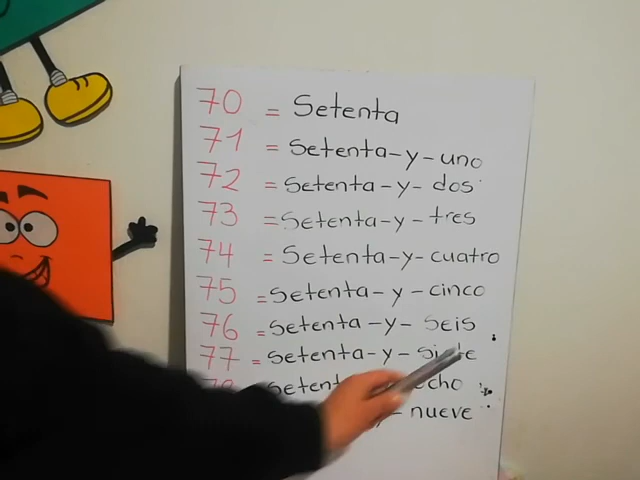 70 = Setenta
71 = Setenta-y-uno
72 = Setenta-y-dos
73 = Setenta-y-tres
74 = Setenta-y-cuatro
75 = Setenta-y-cinco
76 = Setenta-y-Seis
77 = Setenta-y-siete
ocho
y-nueve